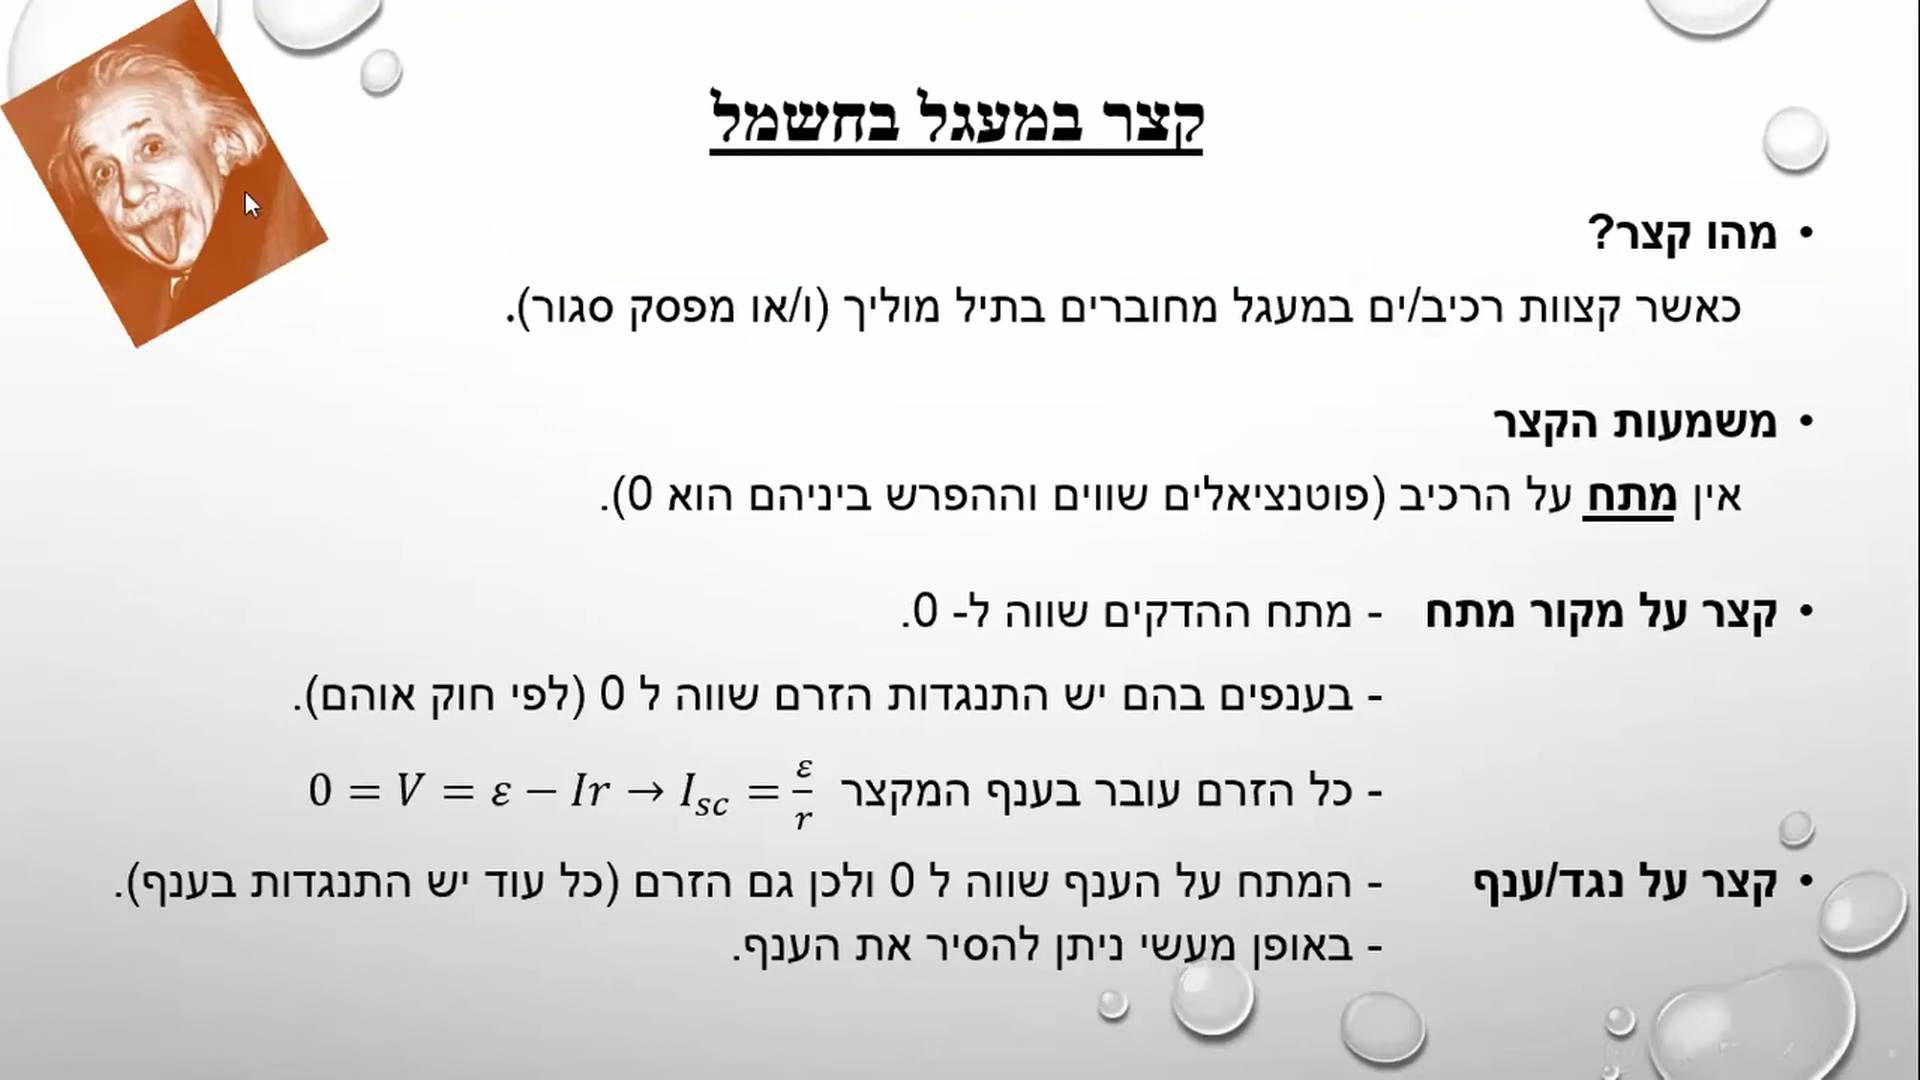 קצר במעגל בחשמל
• מהו קצר?
כאשר קצוות רכיב/ים במעגל מחוברים בתיל מוליך (ו/או מפסק סגור).
• משמעות הקצר
אין מתח על הרכיב (פוטנציאלים שווים וההפרש ביניהם הוא 0).
• קצר על מקור מתח - מתח ההדקים שווה ל- 0.
- בענפים בהם יש התנגדות הזרם שווה ל 0 (לפי חוק אוהם).
- כל הזרם עובר בענף המקצר 0 = V = ε − Ir → I_sc = ε/r
• קצר על נגד/ענף - המתח על הענף שווה ל 0 ולכן גם הזרם (כל עוד יש התנגדות בענף).
- באופן מעשי ניתן להסיר את הענף.